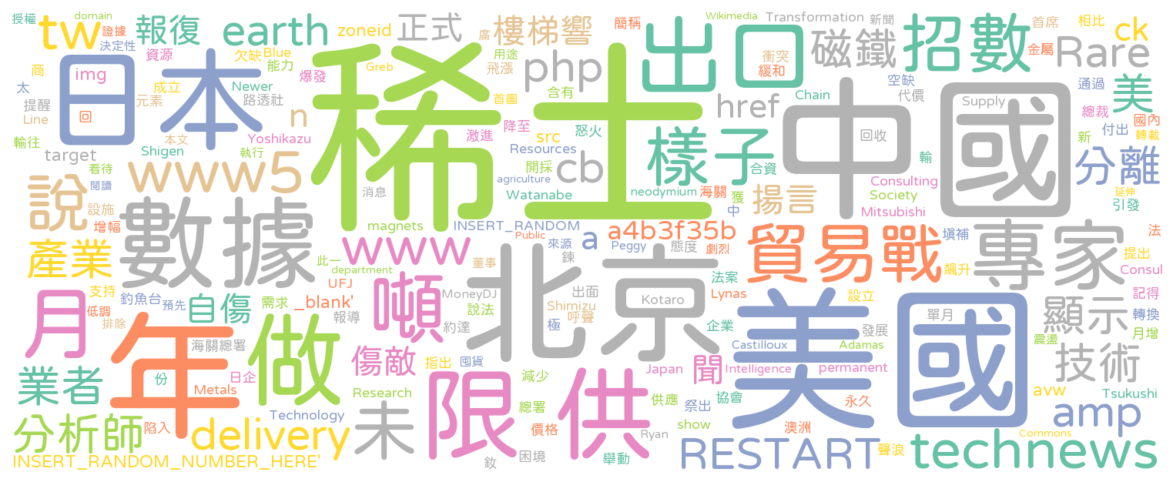 授權 domain
證據 tw 報復 earth zoneid 正式 樓梯響 簡稱 Wikimedia Transformation 新聞 首席 相比 ck
決定性 資源 欠缺 Blue 廣 用途 出口 磁鐵 招數 金屬 Rare
商 img 成立 能力 爆發 Greb 飛漲 php 衝突 緩和 空缺 通過 美
太 日本 Newer 稀土 含有 href Chain 代價 總裁 中國 國內
提醒 元素 路透社 首圖 Supply 付出 轉載
Line 回 n 激進 降至 src 怒火 樣子 回收 新
輸往 本文 Yoshikazu 開採 Resources 合資 輸 分離
target Shigen 執行 cb agriculture 消息 延伸
看待 www5 Watanabe neodymium 海關 獲 Consulting Society 引發
閱讀 說 設施 magnets INSERT_RANDOM 揚言 中 Mitsubishi 法
增幅 數據 www Public 來源 a a4b3f35b Peggy 態度 劇烈 貿易戰 專家 填補 提出
產業 此一 鍊 董事 法案 飆升 Consul
支持 釣魚台 預先 department UFJ MoneyDJ 出面 Shimizu Kotaro Lynas 設立 記得
低調 月 自傷 需求 _blank' 噸 說法 呼聲 北京 美國 單月 轉換
排除 年 做 報導 約達 極 企業 發展 顯示 月增
業者 海關總署 傷敵 指出 囤貨 Japan 協會 Castilloux Adamas 震盪
份 日企 Intelligence permanent 技術
Metals Research 限供 減少 供應 聞 永久 avw Tsukushi
分析師 陷入 Technology 未 總署 祭出 show 澳洲 amp
delivery 價格 Ryan 聲浪 Commons
INSERT_RANDOM_NUMBER_HERE' 釹 困境 舉動 RESTART technews